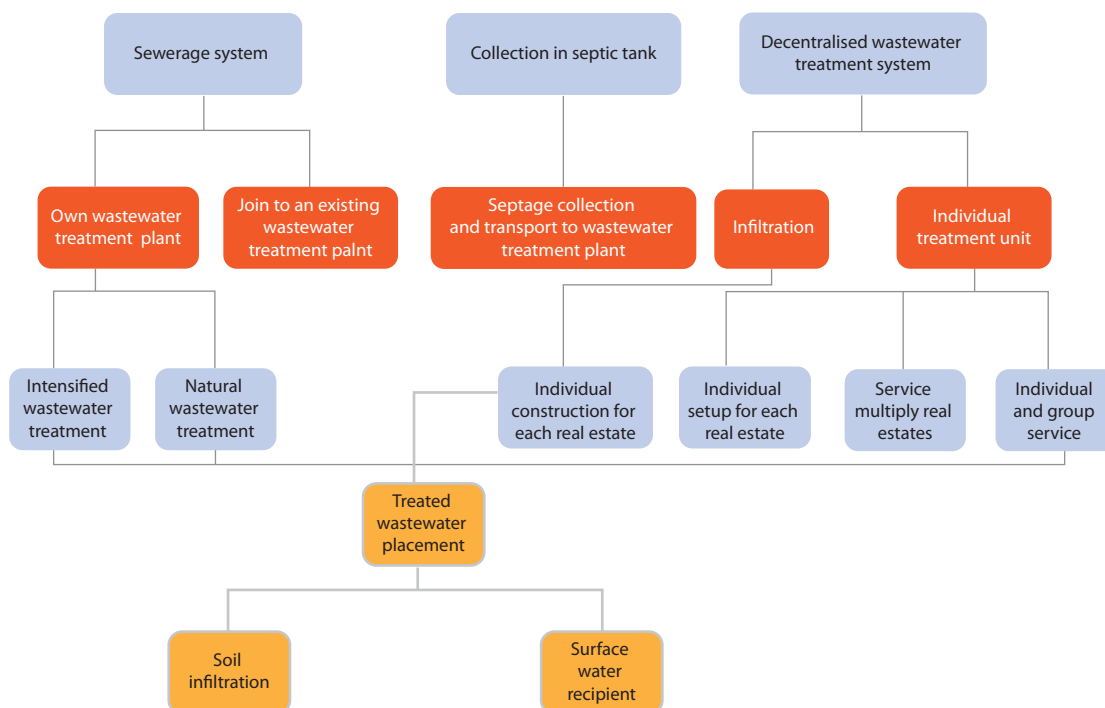 Sewerage system
Collection in septic tank
Decentralised wastewater
treatment system
Own wastewater
treatment plant
Join to an existing
wastewater
treatment palnt
Septage collection
and transport to wastewater
treatment plant
Infiltration
Individual
treatment unit
Intensified
wastewater
treatment
Natural
wastewater
treatment
Individual
construction for
each real estate
Individual
setup for each
real estate
Service
multiply real
estates
Individual
and group
service
Treated
wastewater
placement
Soil
infiltration
Surface
water
recipient